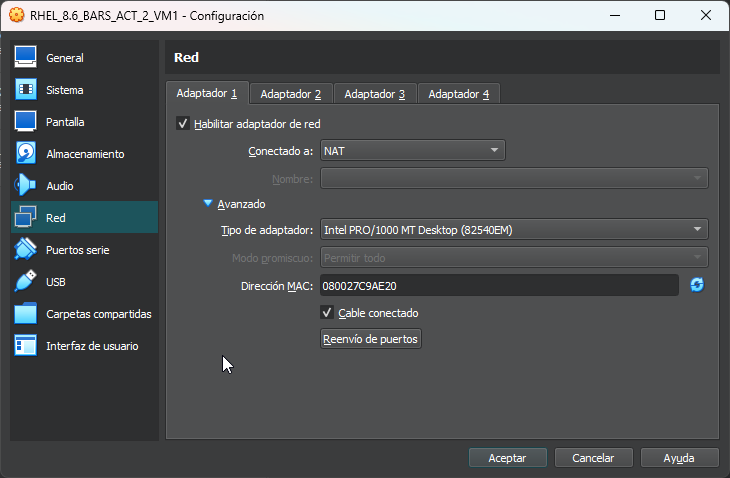 RHEL_8.6_BARS_ACT_2_VM1 - Configuración
General
Sistema
Pantalla
Almacenamiento
Audio
Red
Puertos serie
USB
Carpetas compartidas
Interfaz de usuario
Red
Adaptador 1 Adaptador 2 Adaptador 3 Adaptador 4
Habilitar adaptador de red
Conectado a: NAT
Nombre:
Avanzado
Tipo de adaptador: Intel PRO/1000 MT Desktop (82540EM)
Modo promiscuo: Permitir todo
Dirección MAC: 080027C9AE20
Cable conectado
Reenvío de puertos
Aceptar Cancelar Ayuda